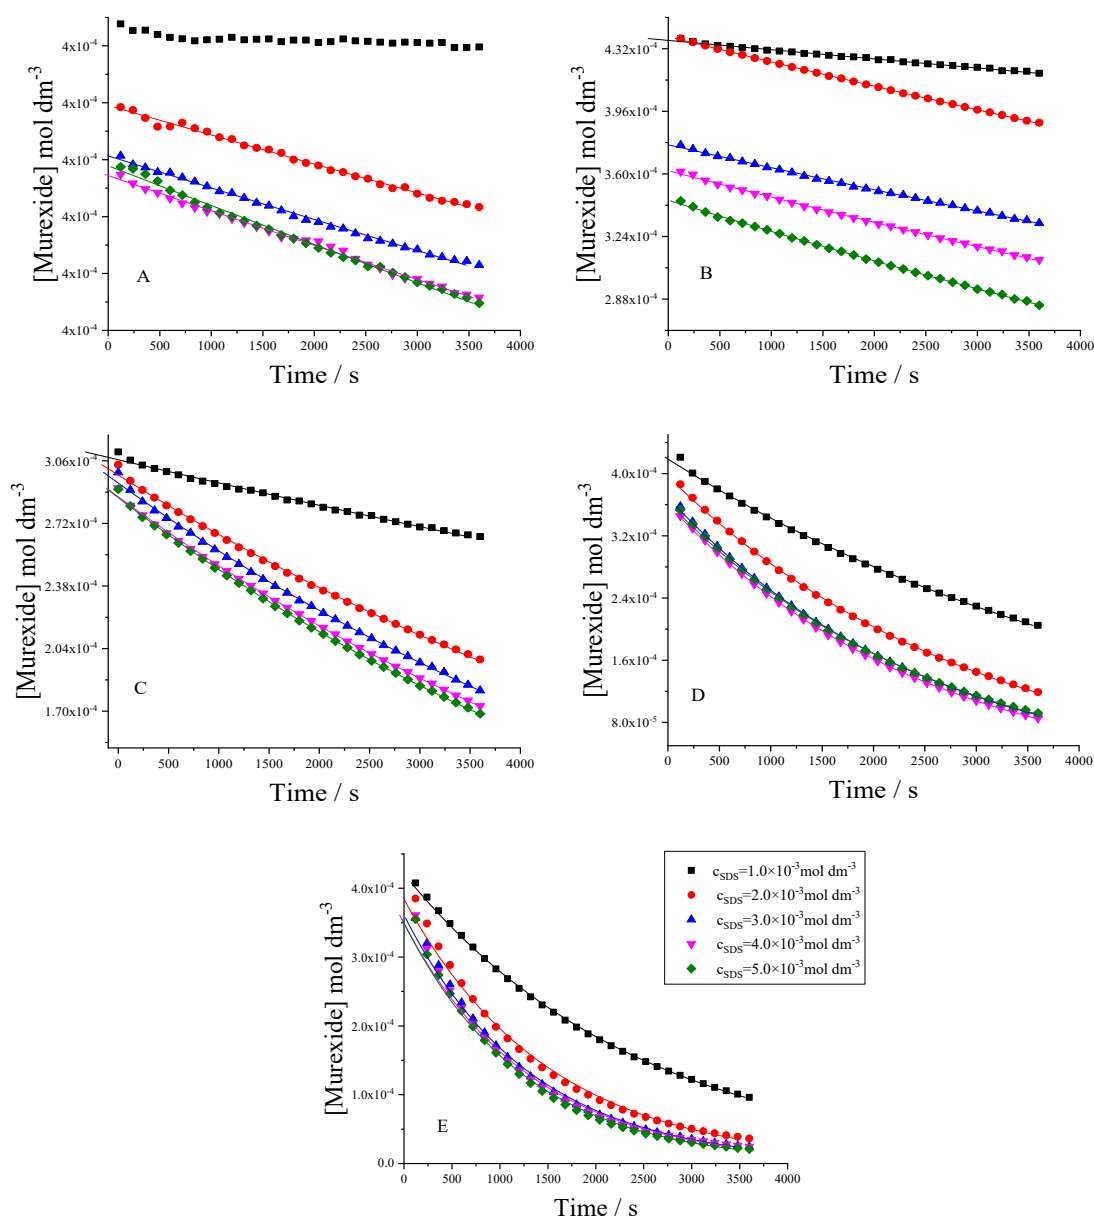 [Murexide] mol dm⁻³
4x10⁻⁴
4x10⁻⁴
4x10⁻⁴
4x10⁻⁴
4x10⁻⁴
4x10⁻⁴
A
0 500 1000 1500 2000 2500 3000 3500 4000
Time / s
[Murexide] mol dm⁻³
4.32x10⁻⁴
3.96x10⁻⁴
3.60x10⁻⁴
3.24x10⁻⁴
2.88x10⁻⁴
B
0 500 1000 1500 2000 2500 3000 3500 4000
Time / s
[Murexide] mol dm⁻³
3.06x10⁻⁴
2.72x10⁻⁴
2.38x10⁻⁴
2.04x10⁻⁴
1.70x10⁻⁴
C
0 500 1000 1500 2000 2500 3000 3500 4000
Time / s
[Murexide] mol dm⁻³
4.0x10⁻⁴
3.2x10⁻⁴
2.4x10⁻⁴
1.6x10⁻⁴
8.0x10⁻⁵
D
0 500 1000 1500 2000 2500 3000 3500 4000
Time / s
[Murexide] mol dm⁻³
4.0x10⁻⁴
3.0x10⁻⁴
2.0x10⁻⁴
1.0x10⁻⁴
0.0
E
0 500 1000 1500 2000 2500 3000 3500 4000
Time / s
c_SDS=1.0×10⁻³mol dm⁻³
c_SDS=2.0×10⁻³mol dm⁻³
c_SDS=3.0×10⁻³mol dm⁻³
c_SDS=4.0×10⁻³mol dm⁻³
c_SDS=5.0×10⁻³mol dm⁻³